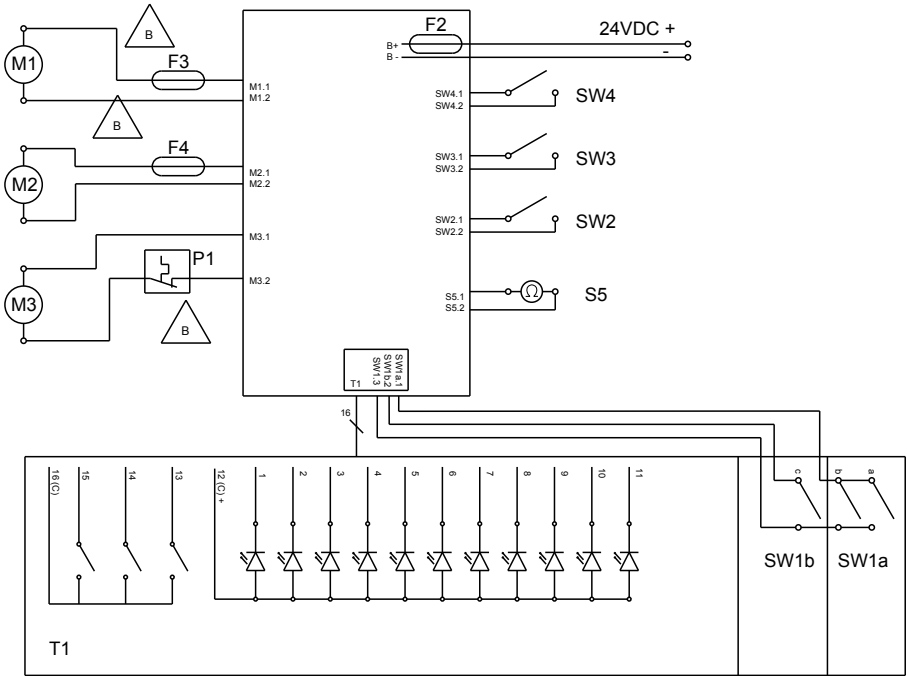 F2
24VDC +
B+
B -
-
B
M1
F3
M1.1
M1.2
SW4.1
SW4.2
SW4
B
F4
M2
M2.1
M2.2
SW3.1
SW3.2
SW3
SW2.1
SW2.2
SW2
M3.1
P1
M3.2
M3
B
S5.1
S5.2
Ω
S5
T1
SW1.3
SW1b.2
SW1a.1
16
16 (C)
15
14
13
12 (C) +
1
2
3
4
5
6
7
8
9
10
11
c
b
a
SW1b
SW1a
T1